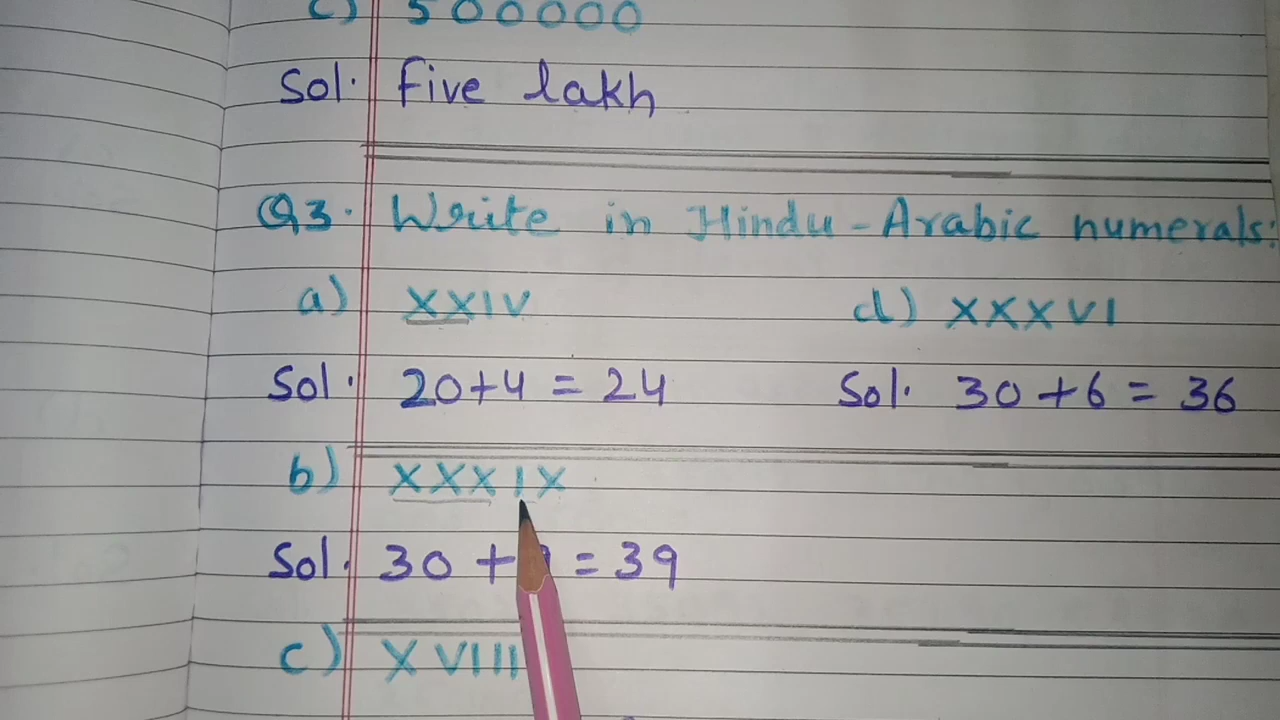 c) 500000
Sol. Five lakh
Q3. Write in Hindu-Arabic numerals:
a) XXIV
d) XXXVI
Sol. 20+4 = 24
Sol. 30+6 = 36
b) XXXIX
Sol. 30 + = 39
c) XVIII